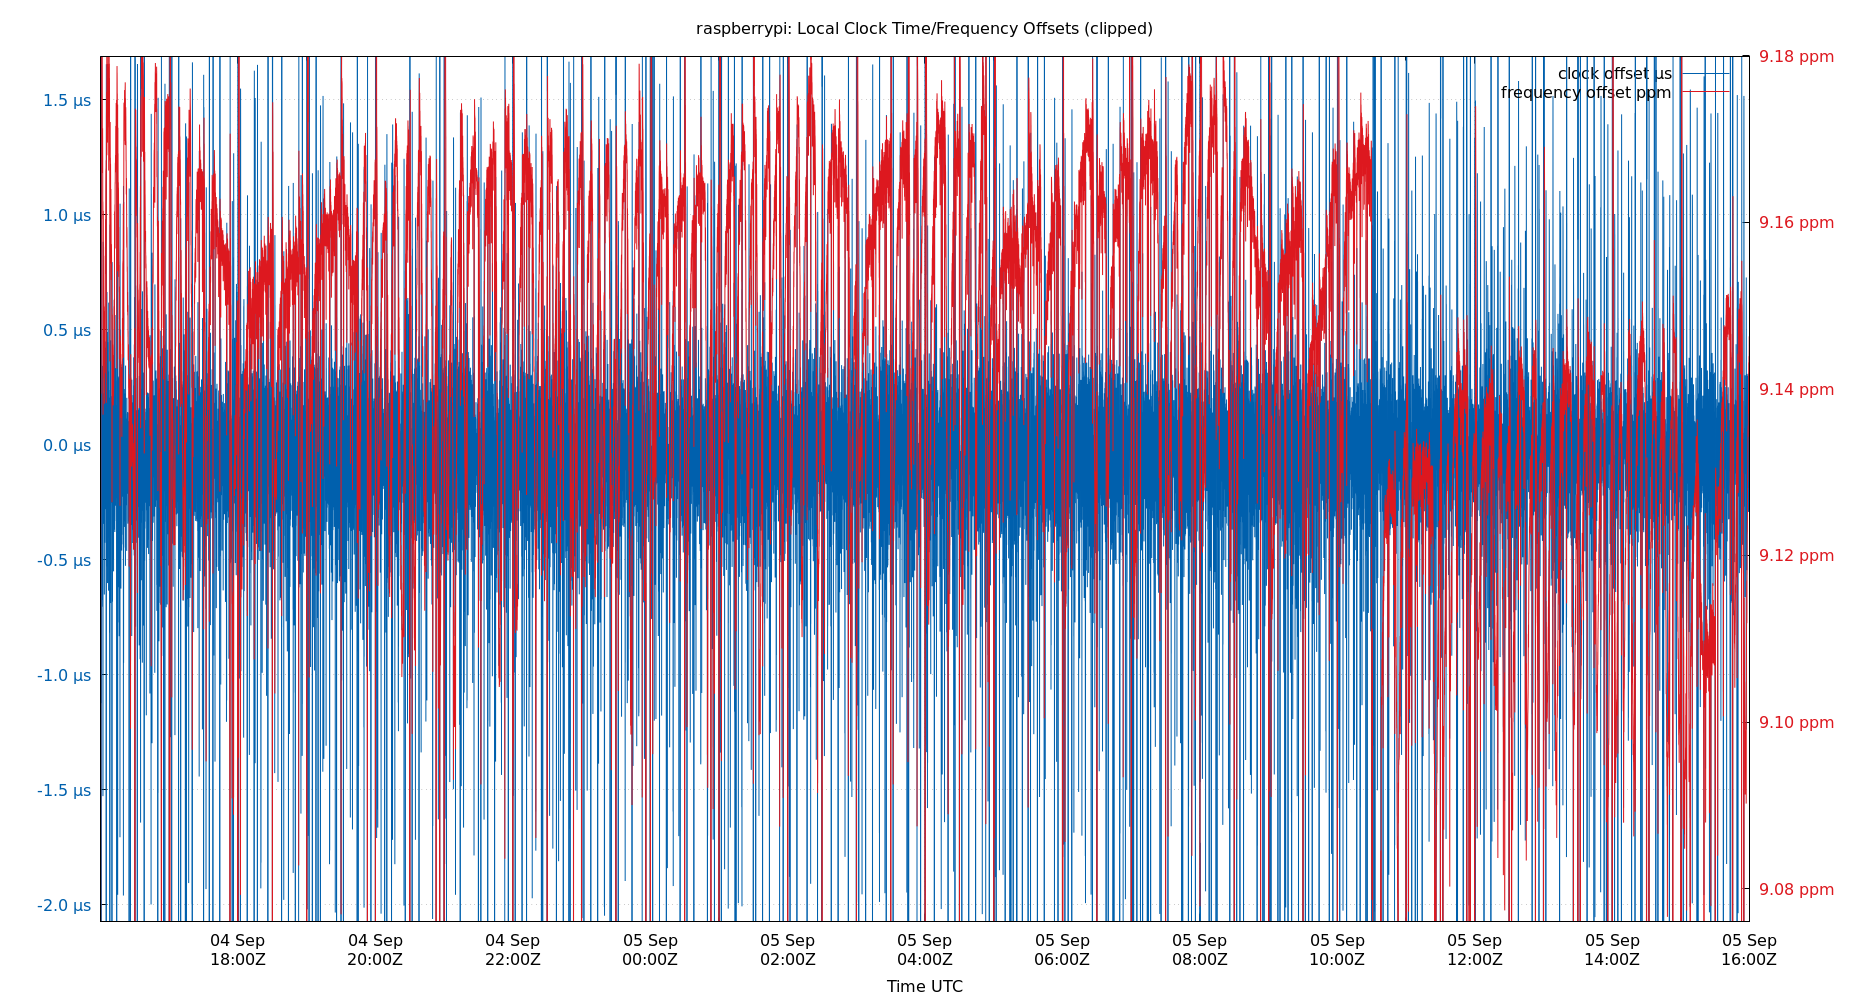 raspberrypi: Local Clock Time/Frequency Offsets (clipped)
clock offset µs
frequency offset ppm
1.5 µs
1.0 µs
0.5 µs
0.0 µs
-0.5 µs
-1.0 µs
-1.5 µs
-2.0 µs
9.18 ppm
9.16 ppm
9.14 ppm
9.12 ppm
9.10 ppm
9.08 ppm
04 Sep 04 Sep 04 Sep 05 Sep 05 Sep 05 Sep 05 Sep 05 Sep 05 Sep 05 Sep 05 Sep 05 Sep
18:00Z 20:00Z 22:00Z 00:00Z 02:00Z 04:00Z 06:00Z 08:00Z 10:00Z 12:00Z 14:00Z 16:00Z
Time UTC